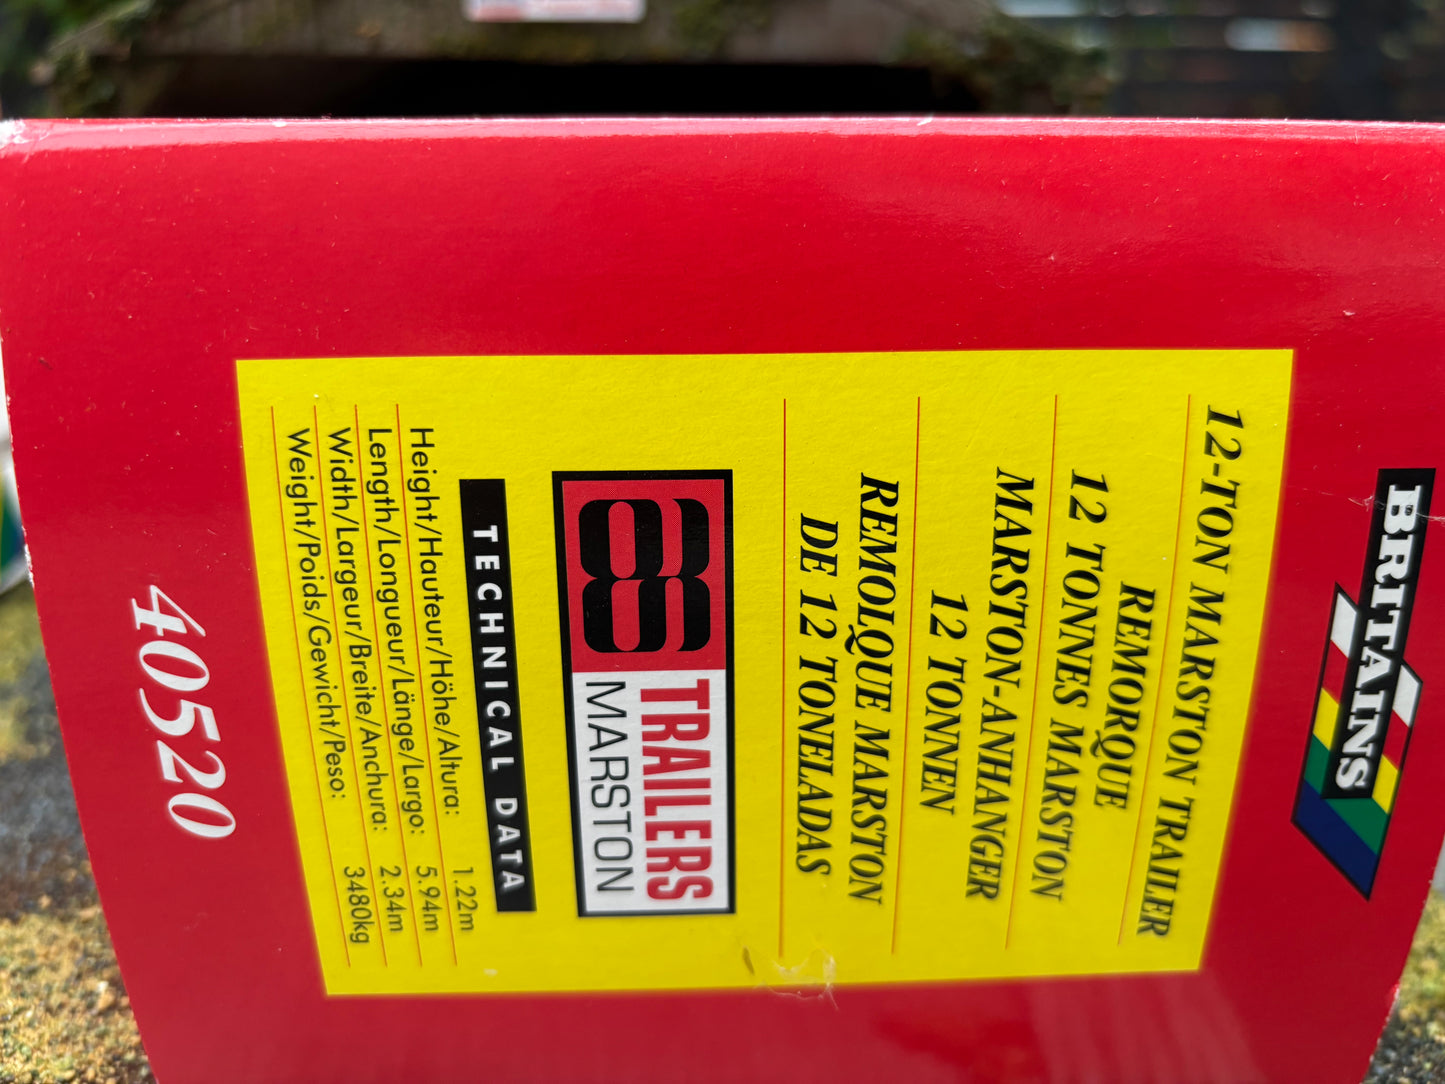 BRITAINS
12-TON MARSTON TRAILER
REMORQUE
12 TONNES MARSTON
MARSTON-ANHANGER
12 TONNEN
REMOLQUE MARSTON
DE 12 TONELADAS
TRAILERS
MARSTON
TECHNICAL DATA
Height/Hauteur/Höhe/Altura: 1.22m
Length/Longueur/Länge/Largo: 5.94m
Width/Largeur/Breite/Anchura: 2.34m
Weight/Poids/Gewicht/Peso: 3480kg
40520